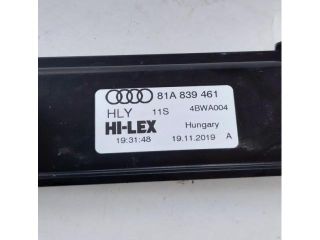 81A 839 461
HLY 11S 4BWA004
HI-LEX Hungary
19:31:48 19.11.2019 A